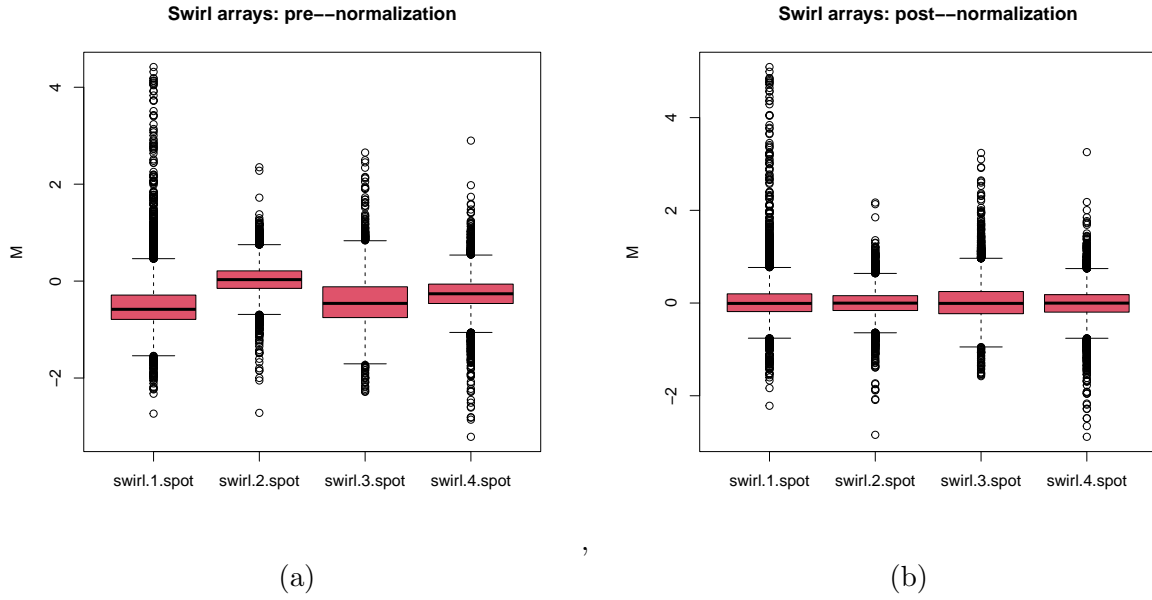 Swirl arrays: pre--normalization
4
2
0
−2
M
swirl.1.spot swirl.2.spot swirl.3.spot swirl.4.spot
(a)
,
Swirl arrays: post--normalization
4
2
0
−2
M
swirl.1.spot swirl.2.spot swirl.3.spot swirl.4.spot
(b)